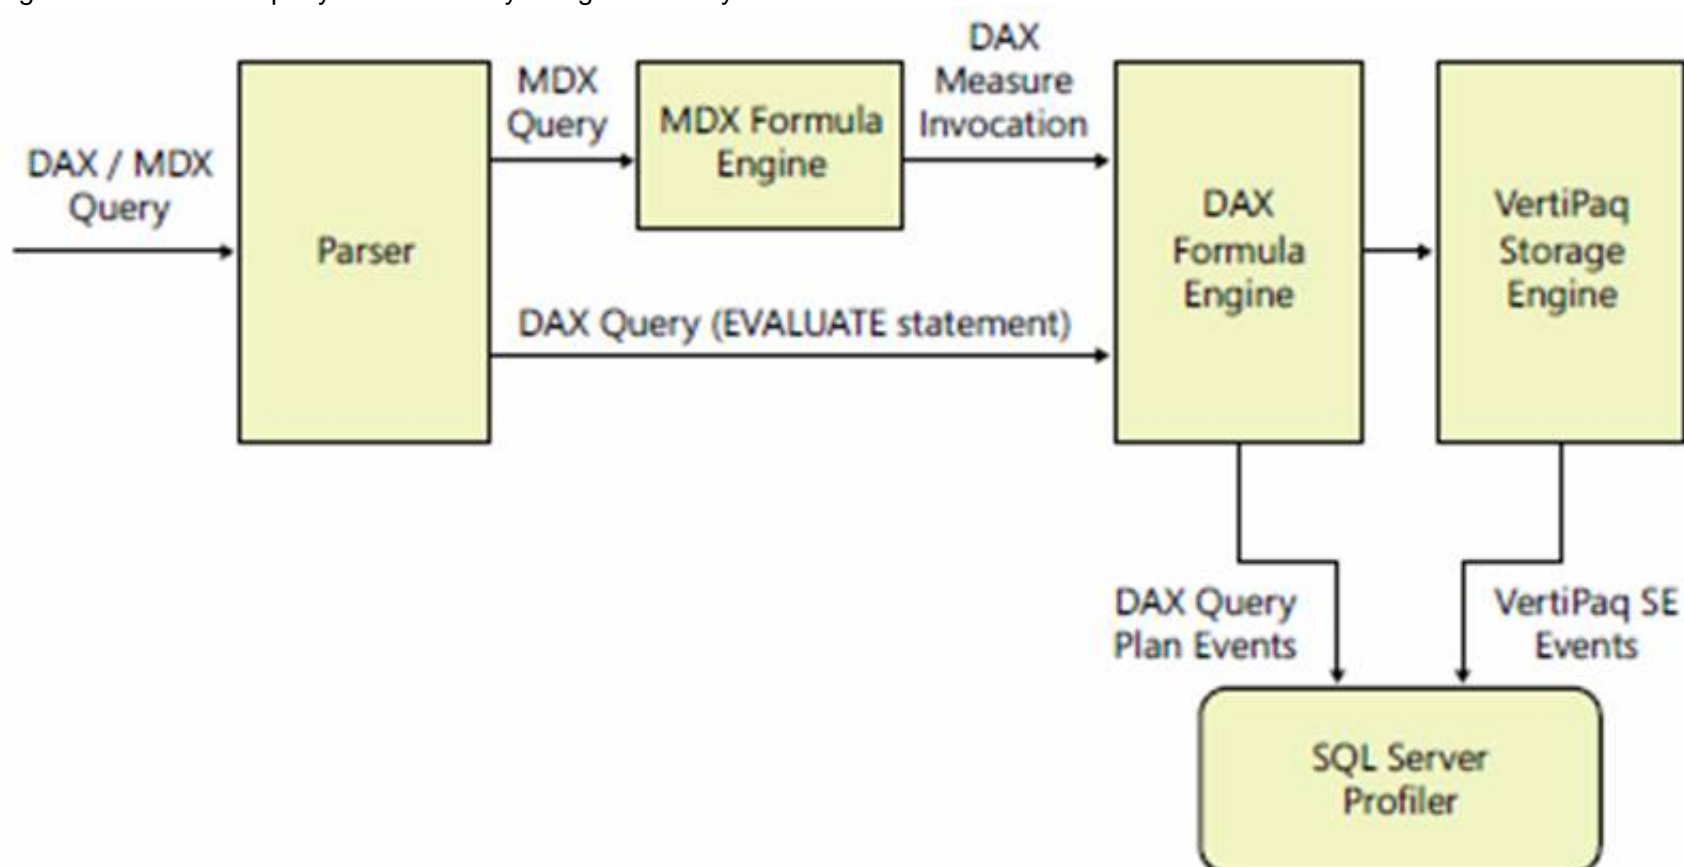 DAX / MDX
Query
Parser
MDX
Query
MDX Formula
Engine
DAX
Measure
Invocation
DAX Query (EVALUATE statement)
DAX
Formula
Engine
VertiPaq
Storage
Engine
DAX Query
Plan Events
VertiPaq SE
Events
SQL Server
Profiler